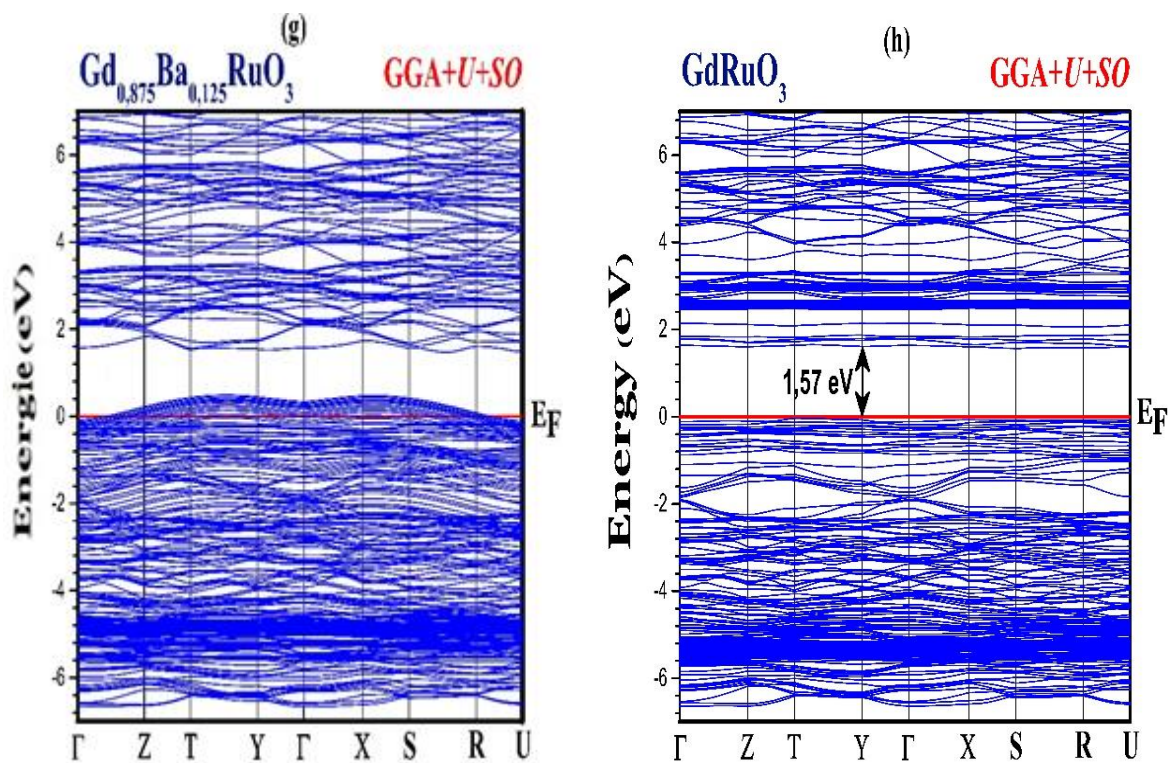 (g)
Gd0,875Ba0,125RuO3 GGA+U+SO
Energie (eV)
6
4
2
0
-2
-4
-6
EF
Γ Z T Y Γ X S R U
(h)
GdRuO3 GGA+U+SO
Energy (eV)
6
4
2
0
-2
-4
-6
1,57 eV
EF
Γ Z T Y Γ X S R U